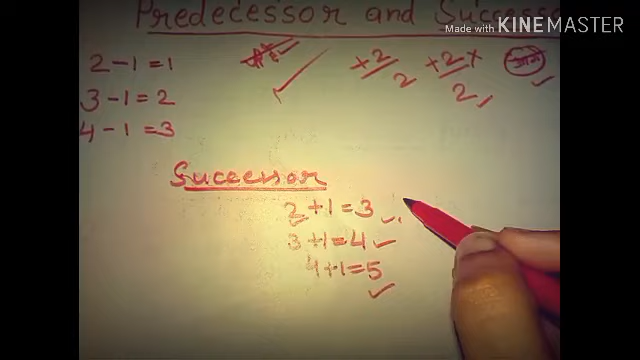 Predecessor and Successo
Made with KINEMASTER
2-1=1
3-1=2
4-1=3
+2/2 +2/2
Successor
2+1=3
3+1=4
4+1=5